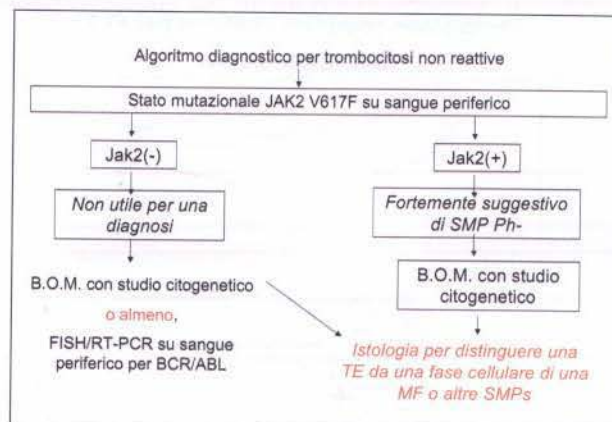 Algoritmo diagnostico per trombocitosi non reattive
Stato mutazionale JAK2 V617F su sangue periferico
Jak2(-)
Non utile per una
diagnosi
B.O.M. con studio citogenetico
o almeno,
FISH/RT-PCR su sangue
periferico per BCR/ABL
Jak2(+)
Fortemente suggestivo
di SMP Ph-
B.O.M. con studio
citogenetico
Istologia per distinguere una
TE da una fase cellulare di una
MF o altre SMPs